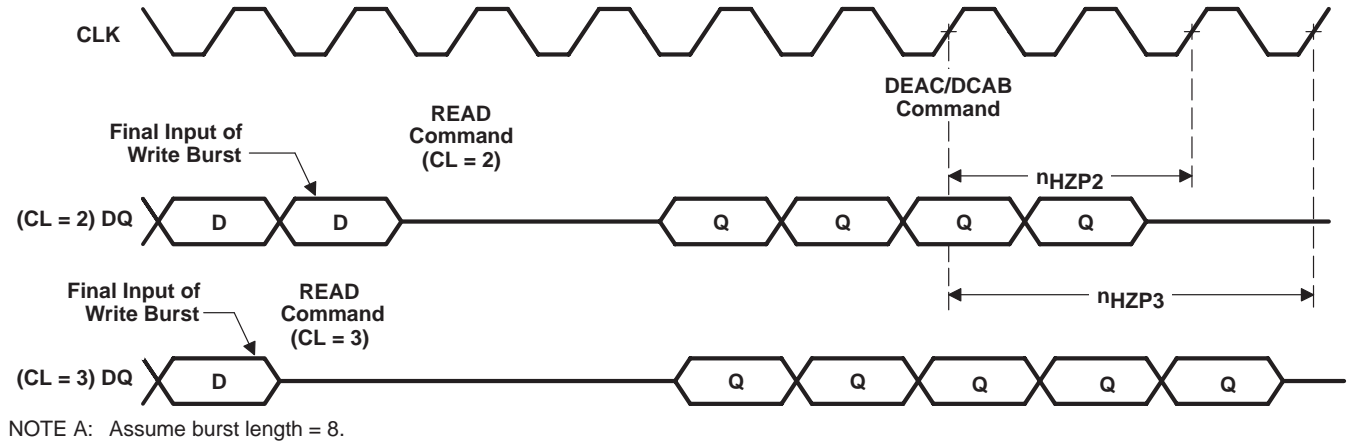 CLK
DEAC/DCAB
Command
READ
Command
(CL = 2)
Final Input of
Write Burst
nHZP2
(CL = 2) DQ
D
D
Q
Q
Q
Q
nHZP3
Final Input of
Write Burst
READ
Command
(CL = 3)
(CL = 3) DQ
D
Q
Q
Q
Q
Q
NOTE A: Assume burst length = 8.